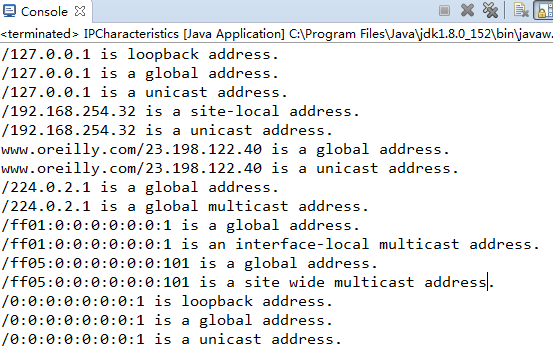 Console
<terminated> IPCharacteristics [Java Application] C:\Program Files\Java\jdk1.8.0_152\bin\javaw.
/127.0.0.1 is loopback address.
/127.0.0.1 is a global address.
/127.0.0.1 is a unicast address.
/192.168.254.32 is a site-local address.
/192.168.254.32 is a unicast address.
www.oreilly.com/23.198.122.40 is a global address.
www.oreilly.com/23.198.122.40 is a unicast address.
/224.0.2.1 is a global address.
/224.0.2.1 is a global multicast address.
/ff01:0:0:0:0:0:0:1 is a global address.
/ff01:0:0:0:0:0:0:1 is an interface-local multicast address.
/ff05:0:0:0:0:0:0:101 is a global address.
/ff05:0:0:0:0:0:0:101 is a site wide multicast address.
/0:0:0:0:0:0:0:1 is loopback address.
/0:0:0:0:0:0:0:1 is a global address.
/0:0:0:0:0:0:0:1 is a unicast address.